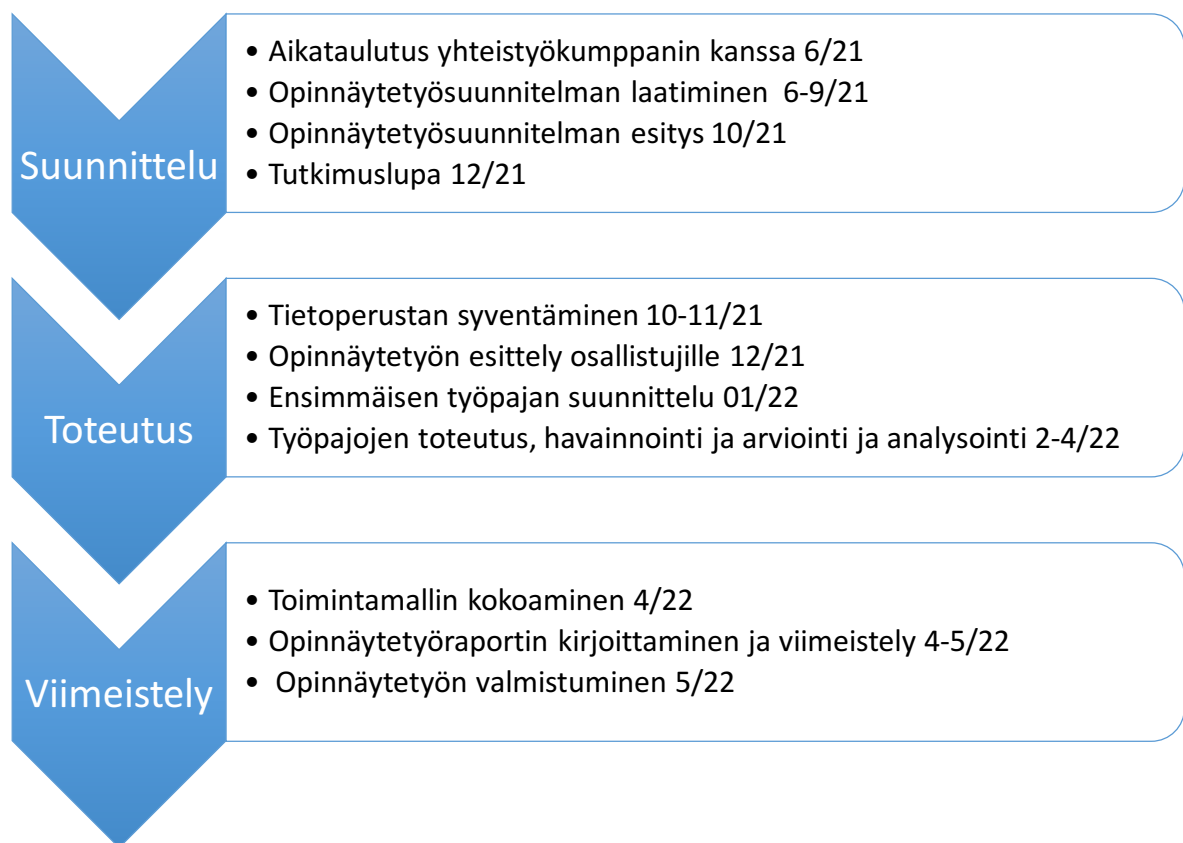 Suunnittelu
• Aikataulutus yhteistyökumppanin kanssa 6/21
• Opinnäytetyösuunnitelman laatiminen 6-9/21
• Opinnäytetyösuunnitelman esitys 10/21
• Tutkimuslupa 12/21
Toteutus
• Tietoperustan syventäminen 10-11/21
• Opinnäytetyön esittely osallistujille 12/21
• Ensimmäisen työpajan suunnittelu 01/22
• Työpajojen toteutus, havainnointi ja arviointi ja analysointi 2-4/22
Viimeistely
• Toimintamallin kokoaminen 4/22
• Opinnäytetyöraportin kirjoittaminen ja viimeistely 4-5/22
• Opinnäytetyön valmistuminen 5/22